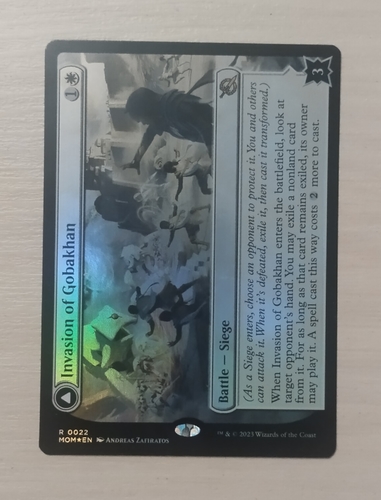 Invasion of Gobakhan 1
Battle — Siege
(As a Siege enters, choose an opponent to protect it. You and others
can attack it. When it's defeated, exile it, then cast it transformed.)
When Invasion of Gobakhan enters the battlefield, look at
target opponent's hand. You may exile a nonland card
from it. For as long as that card remains exiled, its owner
may play it. A spell cast this way costs 2 more to cast.
3
R 0022
MOM★EN Andreas Zafiratos
™ & © 2023 Wizards of the Coast